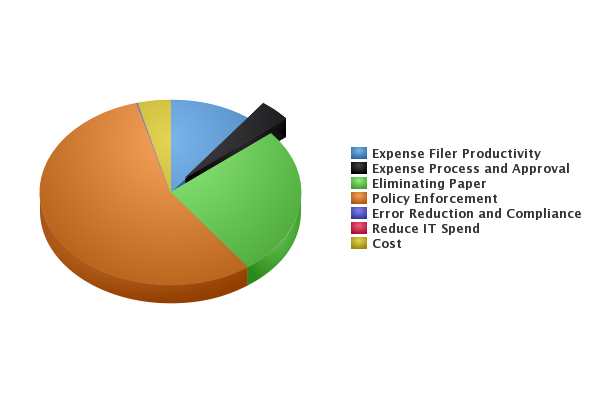 Expense Filer Productivity
Expense Process and Approval
Eliminating Paper
Policy Enforcement
Error Reduction and Compliance
Reduce IT Spend
Cost